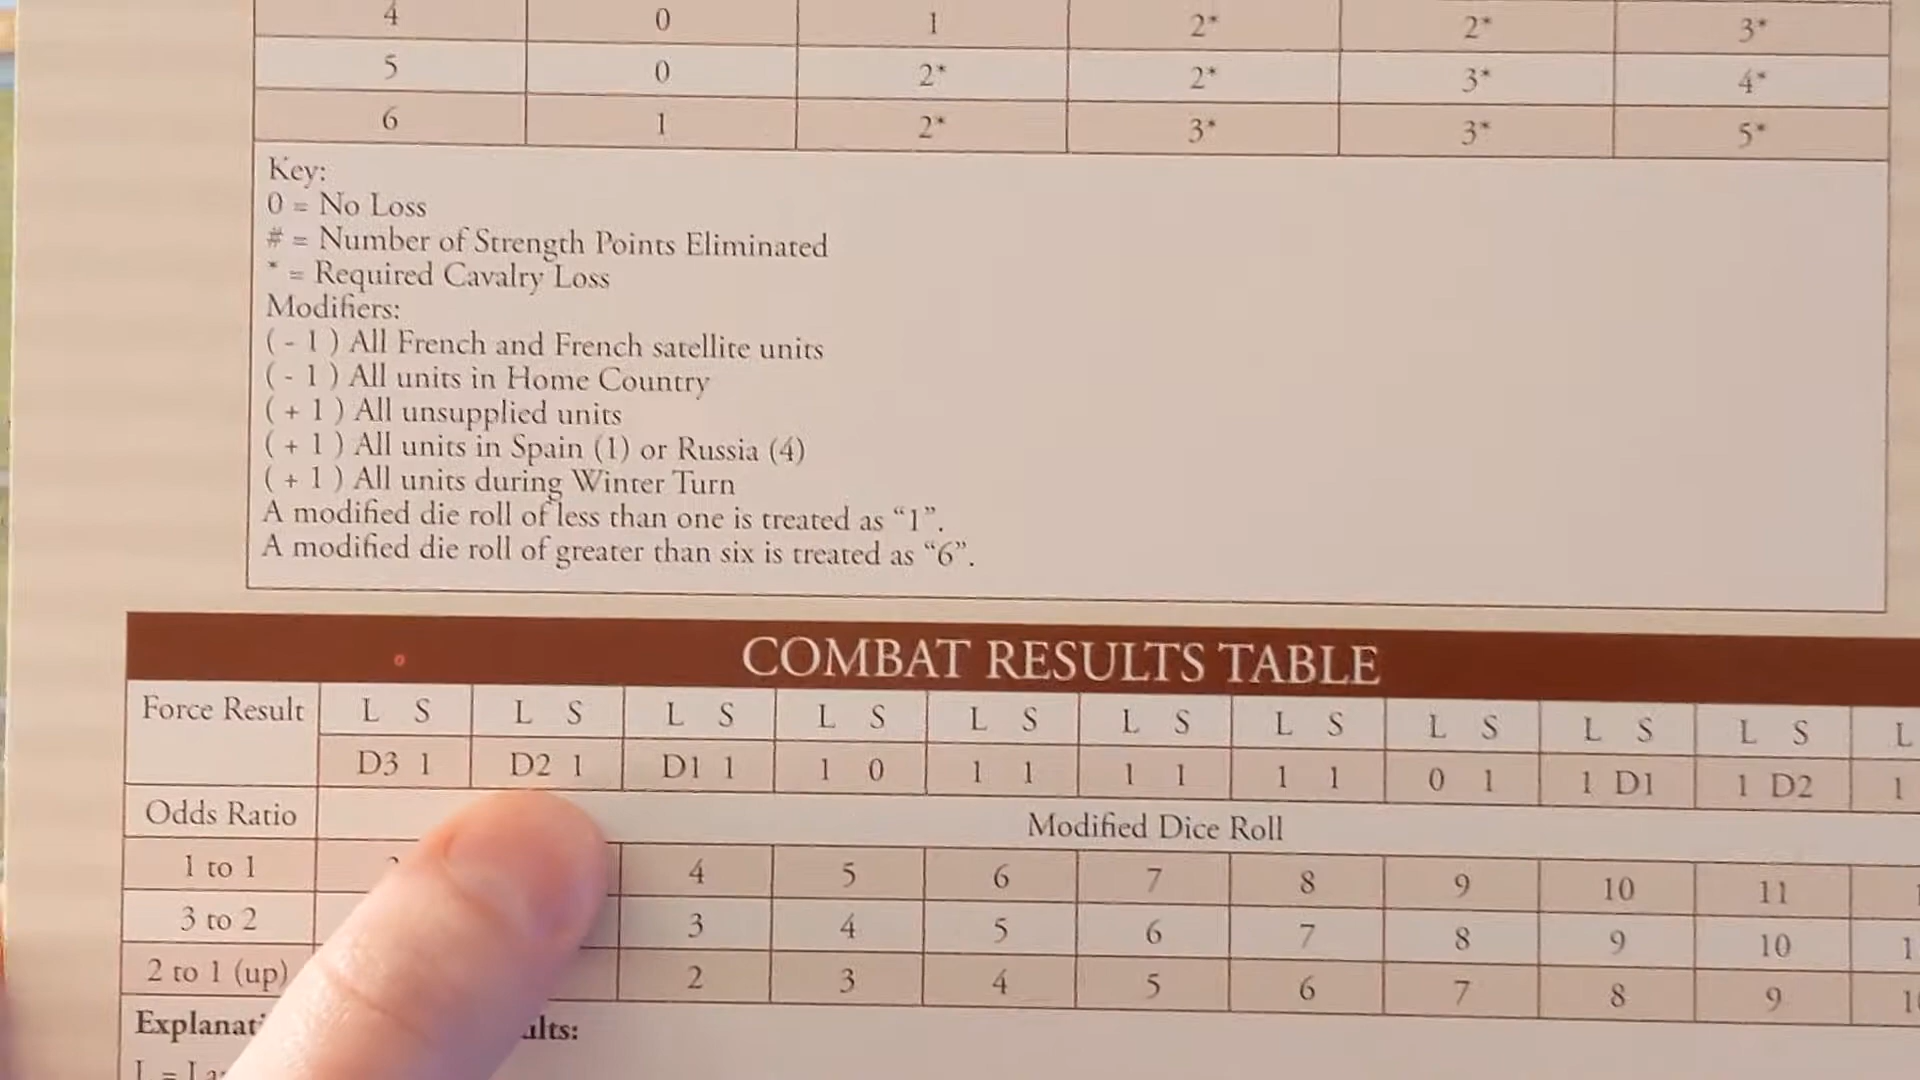 4 0 1 2* 2* 3*
5 0 2* 2* 3* 4*
6 1 2* 3* 3* 5*
Key:
0 = No Loss
# = Number of Strength Points Eliminated
* = Required Cavalry Loss
Modifiers:
( - 1 ) All French and French satellite units
( - 1 ) All units in Home Country
( + 1 ) All unsupplied units
( + 1 ) All units in Spain (1) or Russia (4)
( + 1 ) All units during Winter Turn
A modified die roll of less than one is treated as “1”.
A modified die roll of greater than six is treated as “6”.
COMBAT RESULTS TABLE
Force Result L S L S L S L S L S L S L S L S L S L S L
D3 1 D2 1 D1 1 1 0 1 1 1 1 1 1 0 1 1 D1 1 D2 1
Odds Ratio Modified Dice Roll
1 to 1 4 5 6 7 8 9 10 11
3 to 2 3 4 5 6 7 8 9 10
2 to 1 (up) 2 3 4 5 6 7 8 9